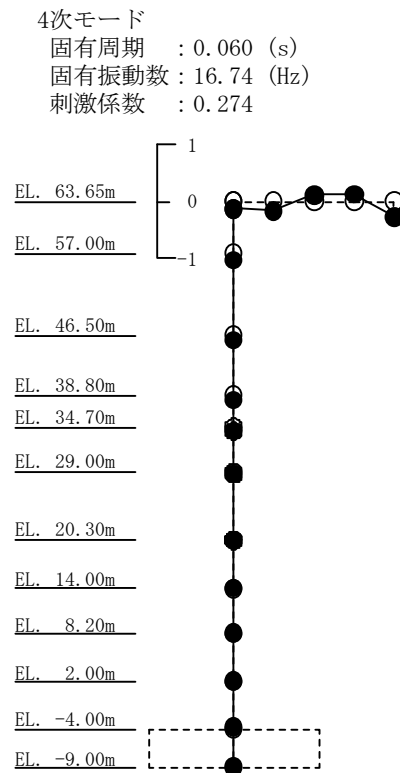 4次モード
固有周期 : 0.060 (s)
固有振動数 : 16.74 (Hz)
刺激係数 : 0.274
1
EL. 63.65m
0
EL. 57.00m
-1
EL. 46.50m
EL. 38.80m
EL. 34.70m
EL. 29.00m
EL. 20.30m
EL. 14.00m
EL. 8.20m
EL. 2.00m
EL. -4.00m
EL. -9.00m